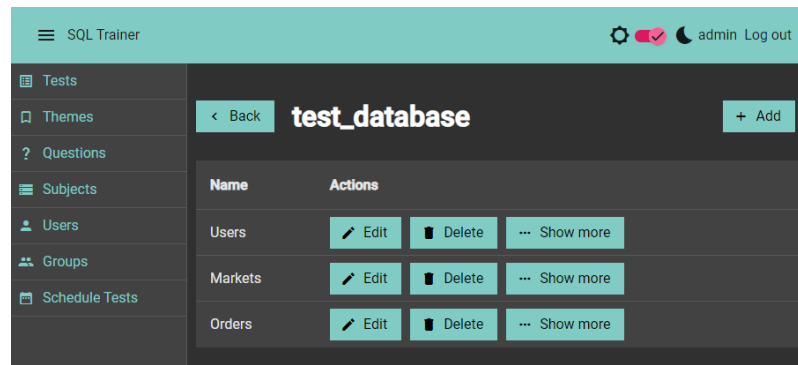 SQL Trainer admin Log out
Tests
Themes
? Questions
Subjects
Users
Groups
Schedule Tests
< Back test_database + Add
Name Actions
Users Edit Delete ··· Show more
Markets Edit Delete ··· Show more
Orders Edit Delete ··· Show more